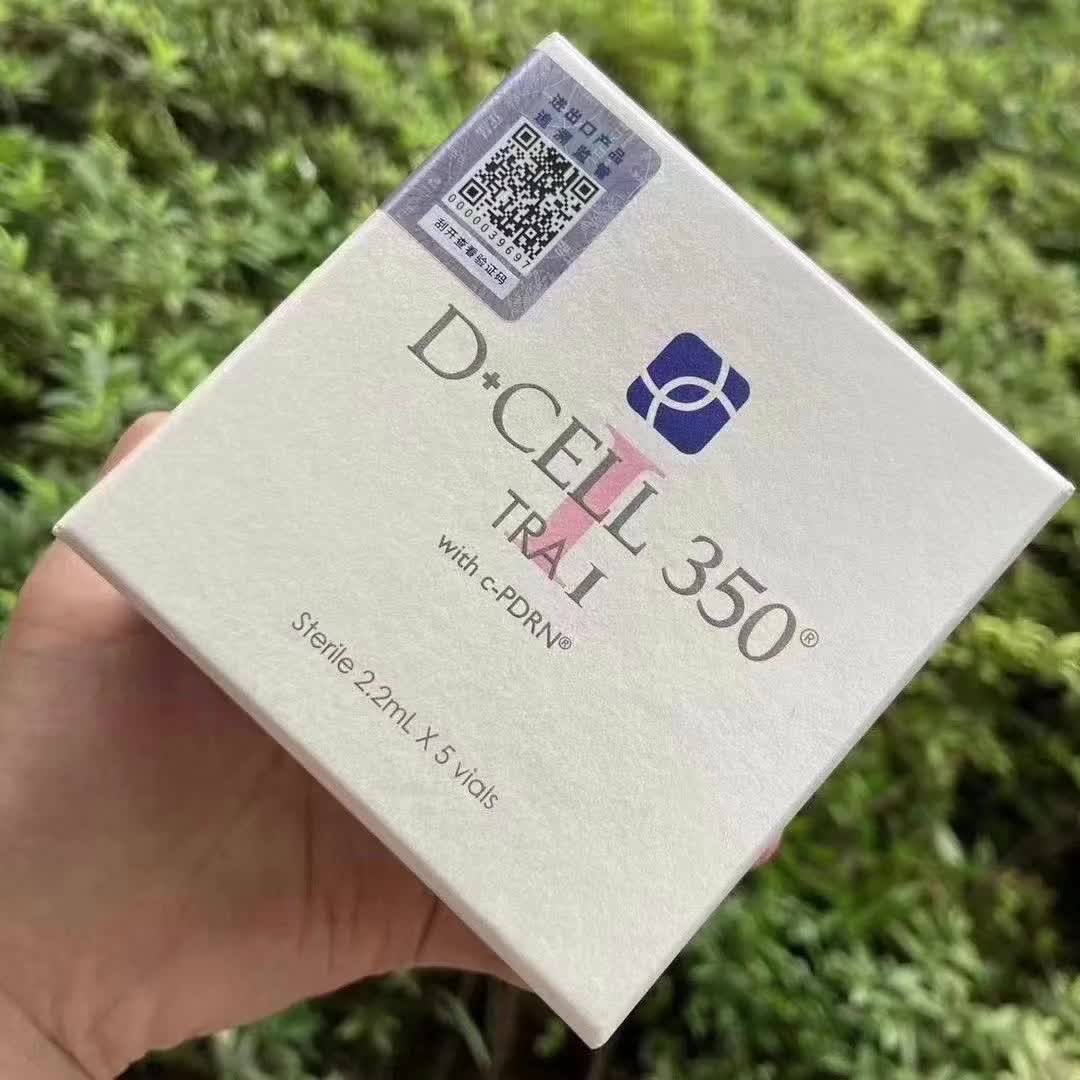 进出口产品
追溯监管
0000039697
刮开查看验证码
D+CELL 350®
I
TRA I
with c-PDRN®
Sterile 2.2mL X 5 vials